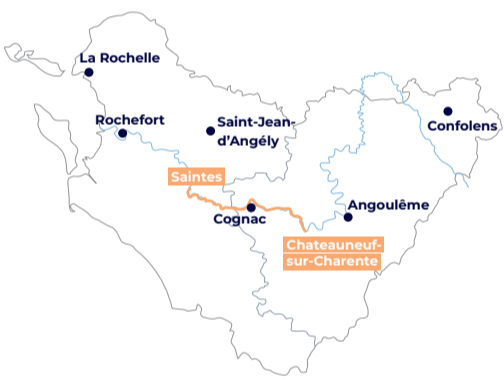 La Rochelle
Rochefort
Saint-Jean-
d'Angély
Confolens
Saintes
Cognac
Angoulême
Chateauneuf-
sur-Charente